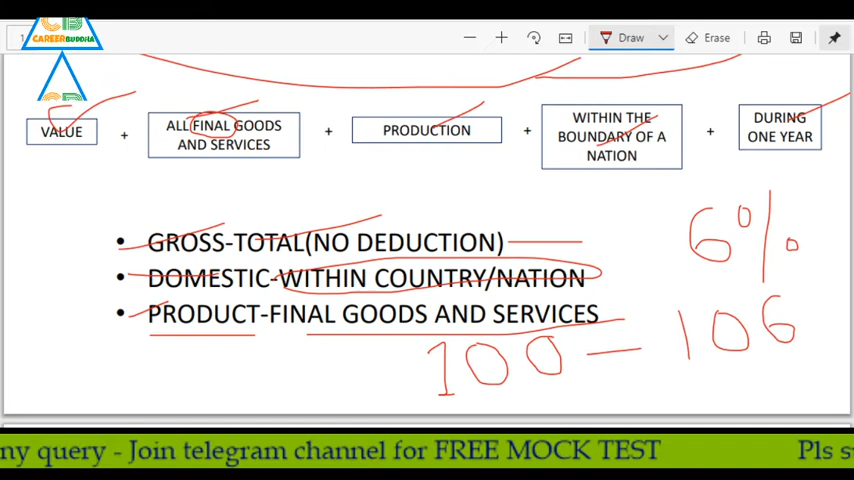 CB
CAREERBUDDHA
1
Draw
Erase
VALUE + ALL FINAL GOODS AND SERVICES + PRODUCTION + WITHIN THE BOUNDARY OF A NATION + DURING ONE YEAR
• GROSS-TOTAL(NO DEDUCTION)
• DOMESTIC-WITHIN COUNTRY/NATION
• PRODUCT-FINAL GOODS AND SERVICES
6%
100 — 106
ny query - Join telegram channel for FREE MOCK TEST
Pls s